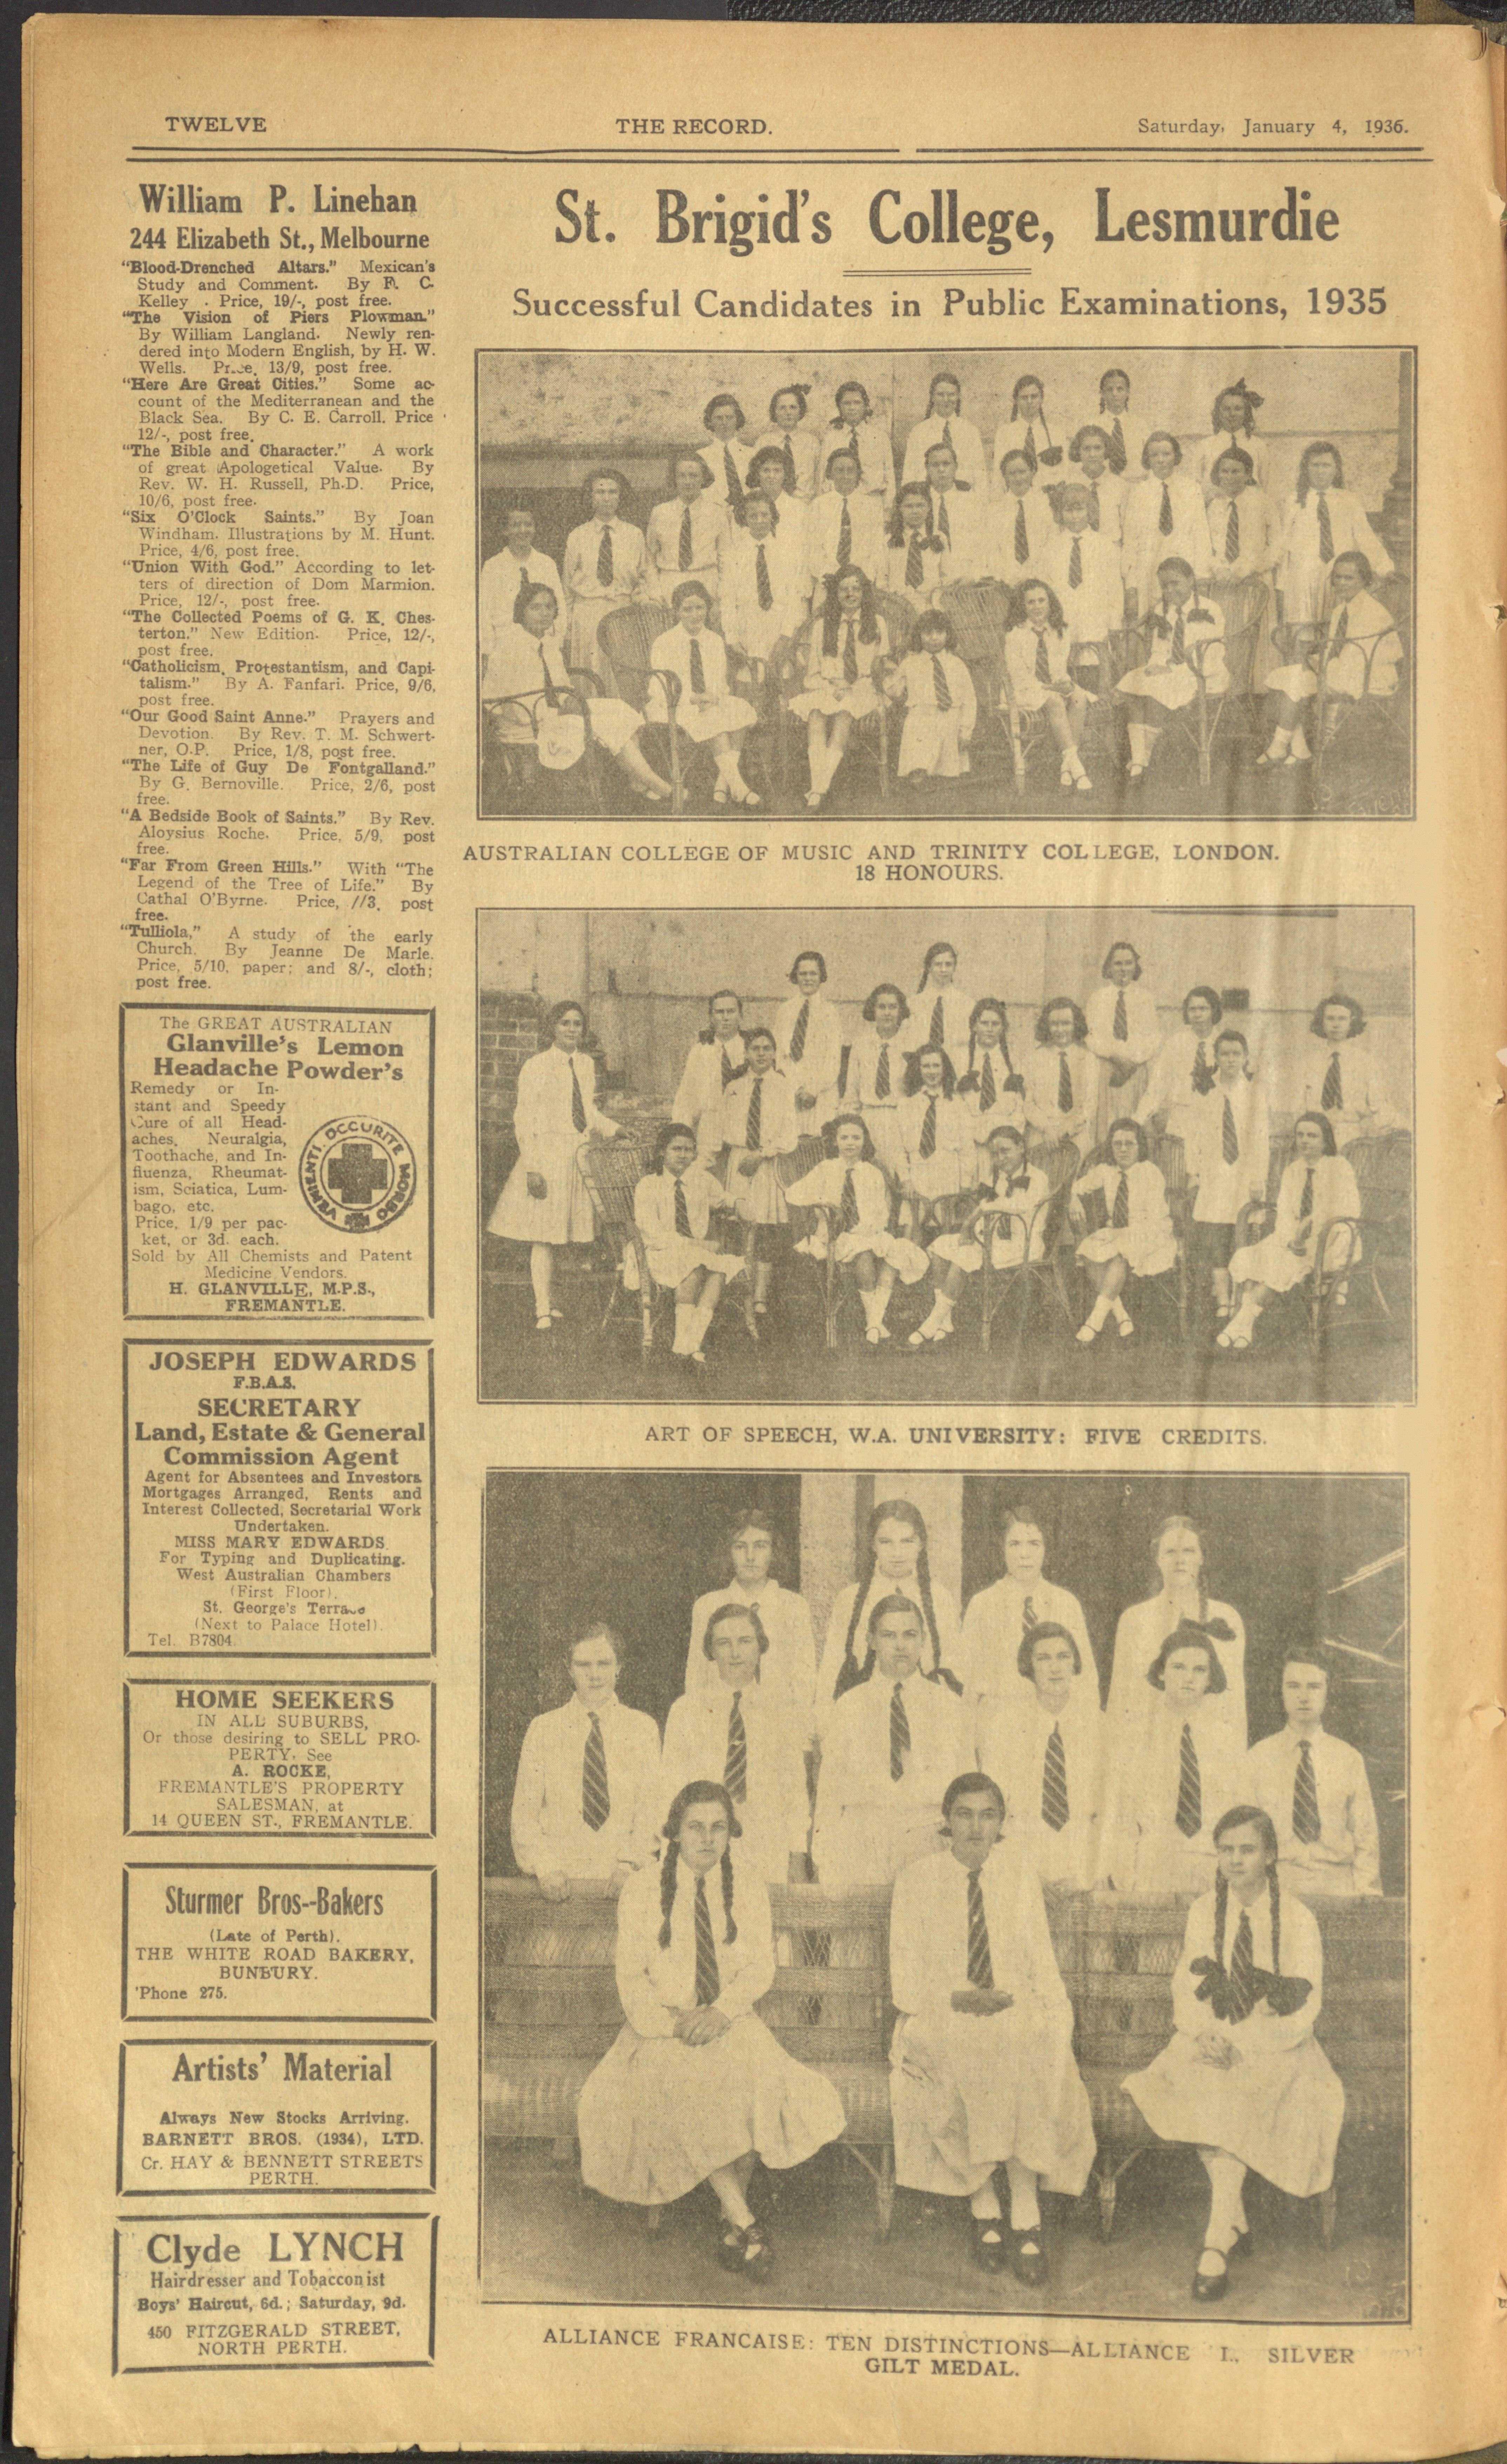 TWELVE
THE RECORD.
Saturday, January 4, 1936.
William P. Linehan
244 Elizabeth St., Melbourne
"Blood-Drenched Altars." Mexican's
Study and Comment. By F. C.
Kelley. Price, 19/-, post free.
"The Vision of Piers Plowman."
By William Langland. Newly ren-
dered into Modern English, by H. W.
Wells. 13/9, post free.
"Here Are Great Cities." Some ac-
count of the Mediterranean and the
Black Sea. By C. E. Carroll. Price
12/-, post free.
"The Bible and Character." A work
of great Apologetical Value. By
Rev. W. H. Russell, Ph.D. Price,
10/6, post free.
"Six O'Clock Saints." By Joan
Windham. Illustrations by M. Hunt.
Price, 4/6, post free.
"Union With God." According to let-
ters of direction of Dom Marmion.
Price, 12/-, post free.
"The Collected Poems of G. K. Ches-
terton." New Edition. Price, 12/-,
post free.
"Catholicism, Protestantism, and Capi-
talism." By A. Fanfari. Price, 9/6,
post free.
"Our Good Saint Anne." Prayers and
Devotion. By Rev. T. M. Schwert-
ner, O.P. Price, 1/8, post free.
"The Life of Guy De Fontgalland."
By G. Bernoville. Price, 2/6, post
free.
"A Bedside Book of Saints." By Rev.
Aloysius Roche. Price, 5/9, post
free.
"Far From Green Hills." With "The
Legend of the Tree of Life." By
Cathal O'Byrne. Price, //3, post
free.
"Tulliola," A study of the early
Church. By Jeanne De Marle.
Price, 5/10, paper; and 8/-, cloth;
post free.
The GREAT AUSTRALIAN
Glanville's Lemon
Headache Powder's
Remedy or In-
stant and Speedy
Cure of all Head-
aches, Neuralgia,
Toothache, and In-
fluenza, Rheumat-
ism, Sciatica, Lum-
bago, etc.
Price, 1/9 per pac-
ket, or 3d. each.
VENIENTI OCCURITE MORBO
Sold by All Chemists and Patent
Medicine Vendors.
H. GLANVILLE, M.P.S.,
FREMANTLE.
JOSEPH EDWARDS
F.B.A.S.
SECRETARY
Land, Estate & General
Commission Agent
Agent for Absentees and Investors
Mortgages Arranged, Rents and
Interest Collected, Secretarial Work
Undertaken.
MISS MARY EDWARDS
For Typing and Duplicating.
West Australian Chambers
(First Floor),
St. George's Terrace
(Next to Palace Hotel).
Tel. B7804.
HOME SEEKERS
IN ALL SUBURBS,
Or those desiring to SELL PRO-
PERTY. See
A. ROCKE,
FREMANTLE'S PROPERTY
SALESMAN, at
14 QUEEN ST., FREMANTLE.
Sturmer Bros--Bakers
(Late of Perth).
THE WHITE ROAD BAKERY,
BUNBURY.
'Phone 275.
Artists' Material
Always New Stocks Arriving.
BARNETT BROS. (1934), LTD.
Cr. HAY & BENNETT STREETS
PERTH.
Clyde LYNCH
Hairdresser and Tobacconist
Boys' Haircut, 6d.; Saturday, 9d.
450 FITZGERALD STREET,
NORTH PERTH.
St. Brigid's College, Lesmurdie
Successful Candidates in Public Examinations, 1935
AUSTRALIAN COLLEGE OF MUSIC AND TRINITY COLLEGE, LONDON.
18 HONOURS.
ART OF SPEECH, W.A. UNIVERSITY: FIVE CREDITS.
ALLIANCE FRANCAISE: TEN DISTINCTIONS—ALLIANCE I. SILVER
GILT MEDAL.